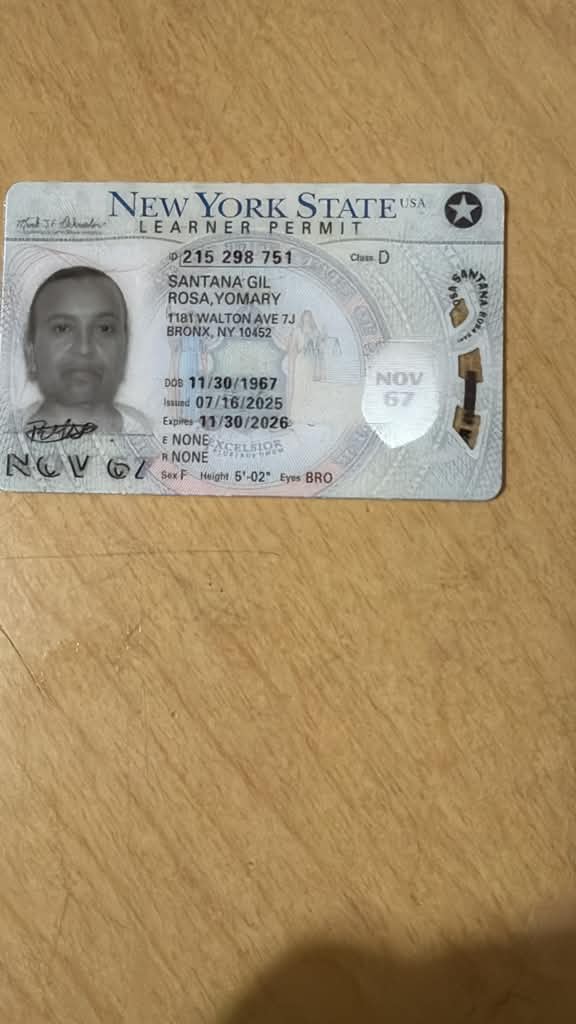 NEW YORK STATE USA
LEARNER PERMIT
ID 215 298 751 Class D
SANTANA GIL
ROSA,YOMARY
1181 WALTON AVE 7J
BRONX, NY 10452
DOB 11/30/1967
Issued 07/16/2025
Expires 11/30/2026
E NONE
R NONE
Sex F Height 5'-02" Eyes BRO
NOV 67
NOV
67
EXCELSIOR